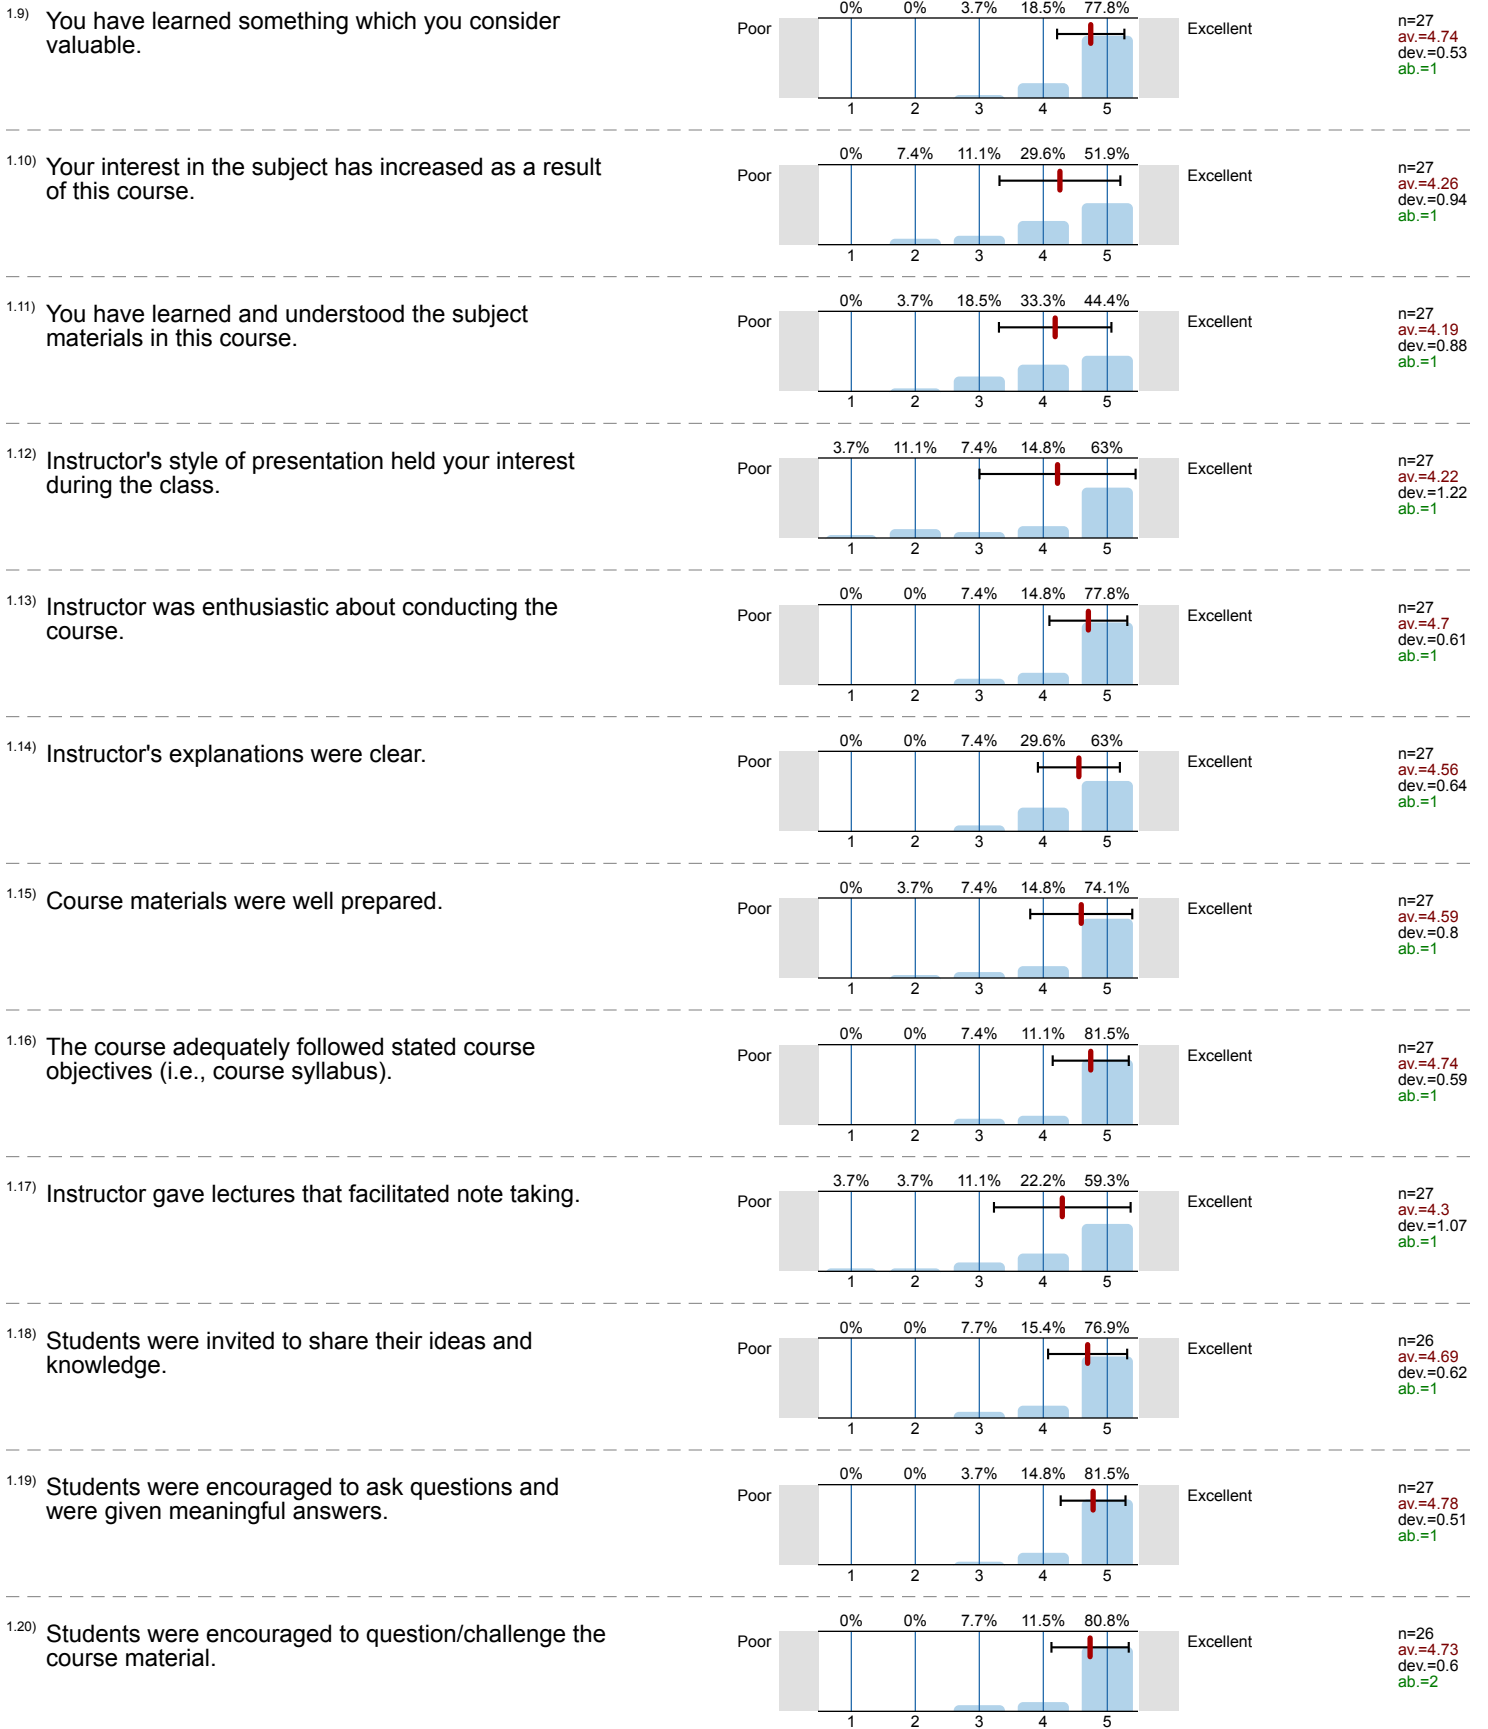 1.9) You have learned something which you consider
valuable.
0% 0% 3.7% 18.5% 77.8%
Poor Excellent
1 2 3 4 5
n=27
av.=4.74
dev.=0.53
ab.=1
1.10) Your interest in the subject has increased as a result
of this course.
0% 7.4% 11.1% 29.6% 51.9%
Poor Excellent
1 2 3 4 5
n=27
av.=4.26
dev.=0.94
ab.=1
1.11) You have learned and understood the subject
materials in this course.
0% 3.7% 18.5% 33.3% 44.4%
Poor Excellent
1 2 3 4 5
n=27
av.=4.19
dev.=0.88
ab.=1
1.12) Instructor's style of presentation held your interest
during the class.
3.7% 11.1% 7.4% 14.8% 63%
Poor Excellent
1 2 3 4 5
n=27
av.=4.22
dev.=1.22
ab.=1
1.13) Instructor was enthusiastic about conducting the
course.
0% 0% 7.4% 14.8% 77.8%
Poor Excellent
1 2 3 4 5
n=27
av.=4.7
dev.=0.61
ab.=1
1.14) Instructor's explanations were clear.
0% 0% 7.4% 29.6% 63%
Poor Excellent
1 2 3 4 5
n=27
av.=4.56
dev.=0.64
ab.=1
1.15) Course materials were well prepared.
0% 3.7% 7.4% 14.8% 74.1%
Poor Excellent
1 2 3 4 5
n=27
av.=4.59
dev.=0.8
ab.=1
1.16) The course adequately followed stated course
objectives (i.e., course syllabus).
0% 0% 7.4% 11.1% 81.5%
Poor Excellent
1 2 3 4 5
n=27
av.=4.74
dev.=0.59
ab.=1
1.17) Instructor gave lectures that facilitated note taking.
3.7% 3.7% 11.1% 22.2% 59.3%
Poor Excellent
1 2 3 4 5
n=27
av.=4.3
dev.=1.07
ab.=1
1.18) Students were invited to share their ideas and
knowledge.
0% 0% 7.7% 15.4% 76.9%
Poor Excellent
1 2 3 4 5
n=26
av.=4.69
dev.=0.62
ab.=1
1.19) Students were encouraged to ask questions and
were given meaningful answers.
0% 0% 3.7% 14.8% 81.5%
Poor Excellent
1 2 3 4 5
n=27
av.=4.78
dev.=0.51
ab.=1
1.20) Students were encouraged to question/challenge the
course material.
0% 0% 7.7% 11.5% 80.8%
Poor Excellent
1 2 3 4 5
n=26
av.=4.73
dev.=0.6
ab.=2